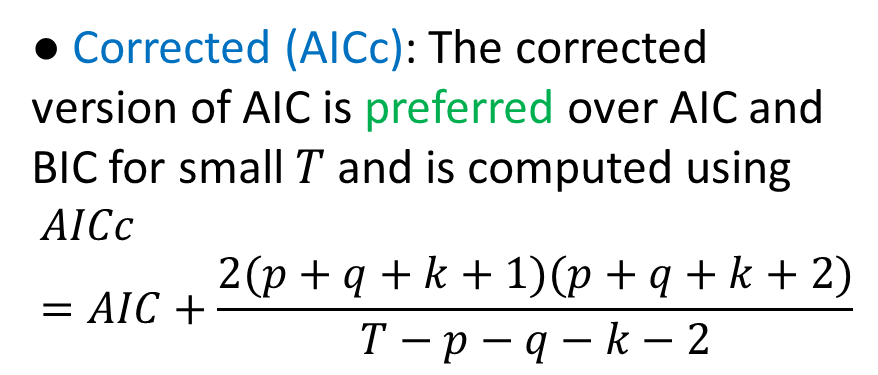 ● Corrected (AICc): The corrected
version of AIC is preferred over AIC and
BIC for small T and is computed using
AICc
= AIC + \frac{2(p + q + k + 1)(p + q + k + 2)}{T − p − q − k − 2}